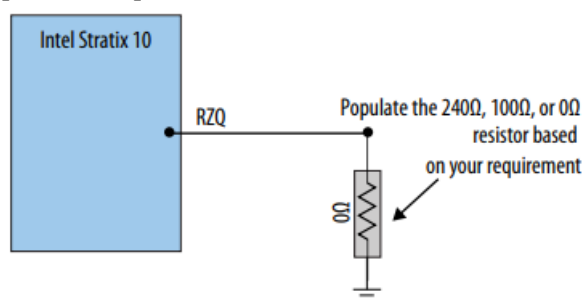 Intel Stratix 10
RZQ
Populate the 240Ω, 100Ω, or 0Ω
resistor based
on your requirement
0Ω